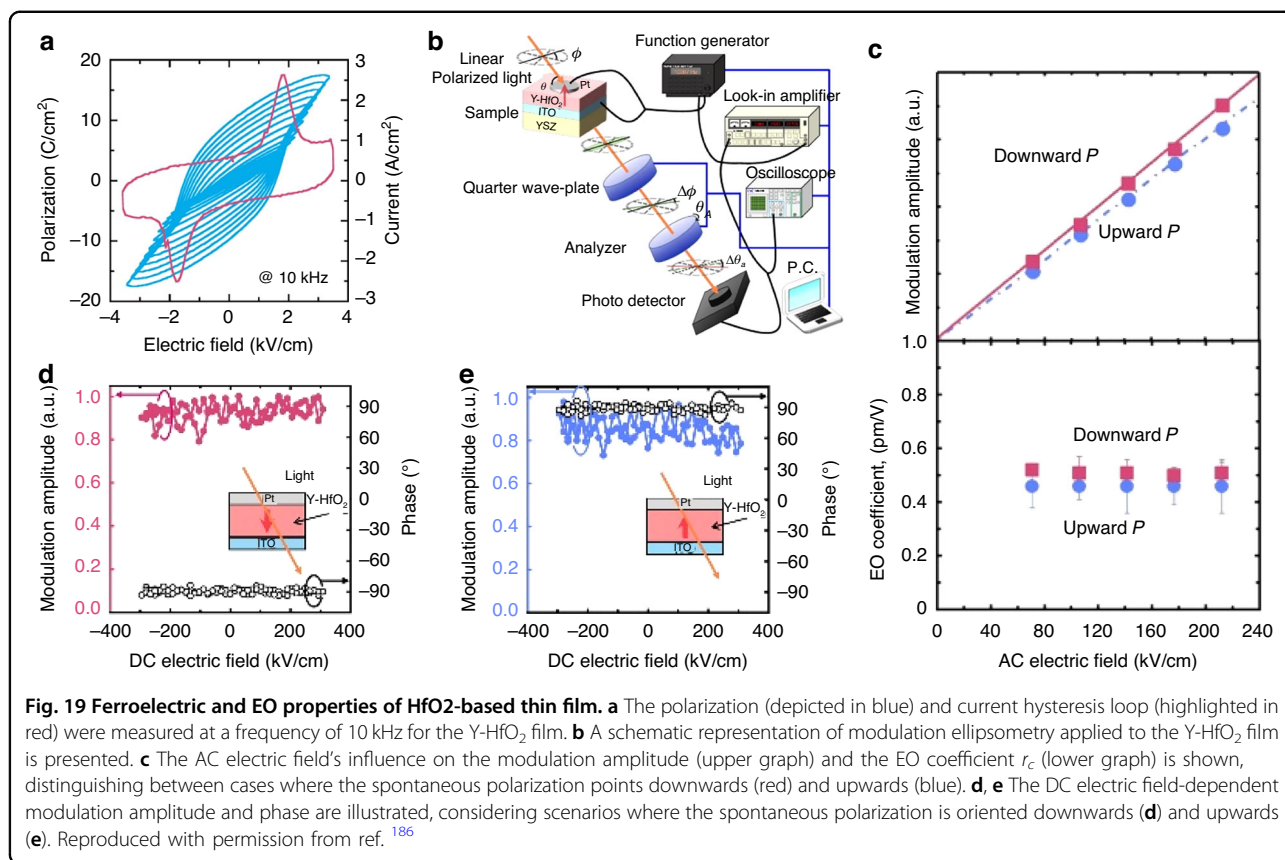 a
Polarization (C/cm2)
20
15
10
5
0
−5
−10
−15
−20
3
2
1
0
−1
−2
−3
Current (A/cm2)
@ 10 kHz
−4
−2
0
2
4
Electric field (kV/cm)
b
Linear
Polarized light
ϕ
θ
Pt
Y-HfO2
ITO
YSZ
Sample
Function generator
Look-in amplifier
Oscilloscope
Quarter wave-plate
Δϕ
θA
Analyzer
Δθa
Photo detector
P.C.
c
Modulation amplitude (a.u.)
Downward P
Upward P
1.0
0.8
0.6
0.4
0.2
0
EO coefficient, (pm/V)
Downward P
Upward P
0
40
80
120
160
200
240
AC electric field (kV/cm)
d
Modulation amplitude (a.u.)
1.0
0.8
0.6
0.4
0.2
0.0
90
60
30
0
−30
−60
−90
Phase (°)
Light
Pt
Y-HfO2
ITO
−400
−200
0
200
400
DC electric field (kV/cm)
e
Modulation amplitude (a.u.)
1.0
0.8
0.6
0.4
0.2
0.0
90
60
30
0
−30
−60
−90
Phase (°)
Light
Pt
Y-HfO2
ITO
−400
−200
0
200
400
DC electric field (kV/cm)
Fig. 19 Ferroelectric and EO properties of HfO2-based thin film. a The polarization (depicted in blue) and current hysteresis loop (highlighted in
red) were measured at a frequency of 10 kHz for the Y-HfO2 film. b A schematic representation of modulation ellipsometry applied to the Y-HfO2 film
is presented. c The AC electric field's influence on the modulation amplitude (upper graph) and the EO coefficient rc (lower graph) is shown,
distinguishing between cases where the spontaneous polarization points downwards (red) and upwards (blue). d, e The DC electric field-dependent
modulation amplitude and phase are illustrated, considering scenarios where the spontaneous polarization is oriented downwards (d) and upwards
(e). Reproduced with permission from ref. 186